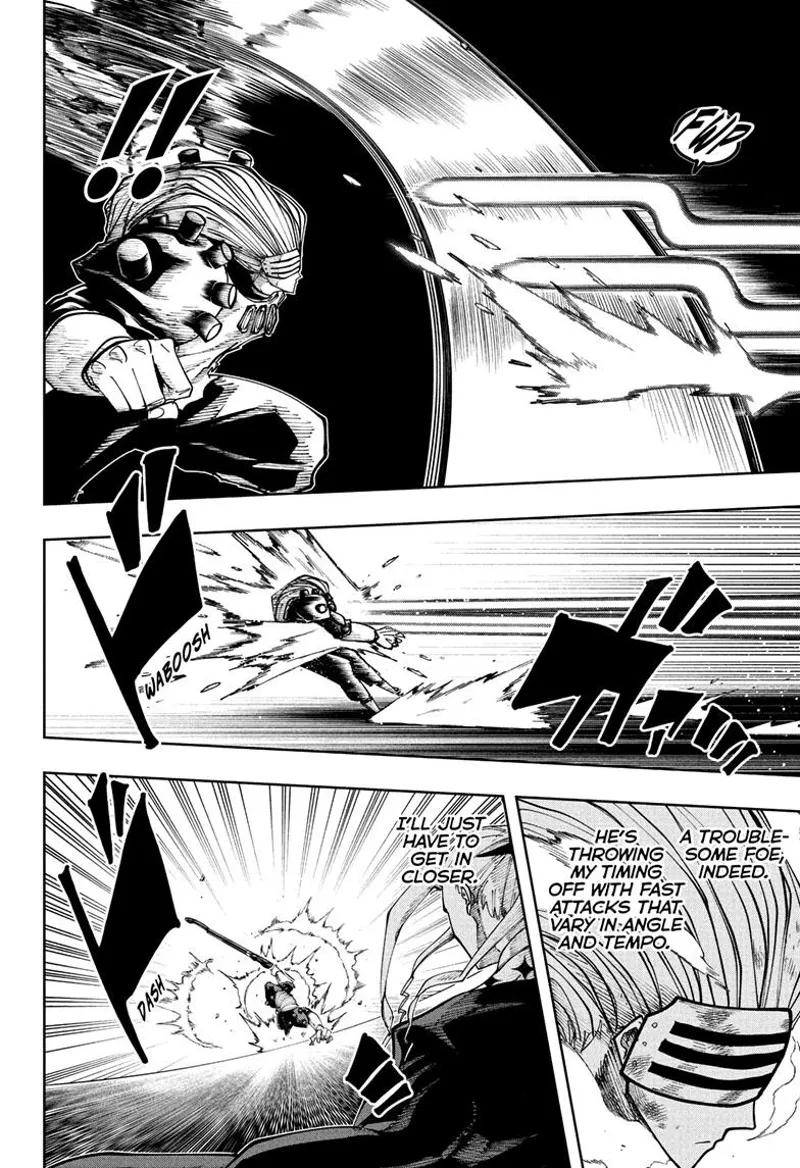 FWP
!!
WABOOSH
A TROUBLE-
SOME FOE,
INDEED.
HE'S
THROWING
MY TIMING
OFF WITH FAST
ATTACKS THAT
VARY IN ANGLE
AND TEMPO.
I'LL JUST
HAVE TO
GET IN
CLOSER.
DASH